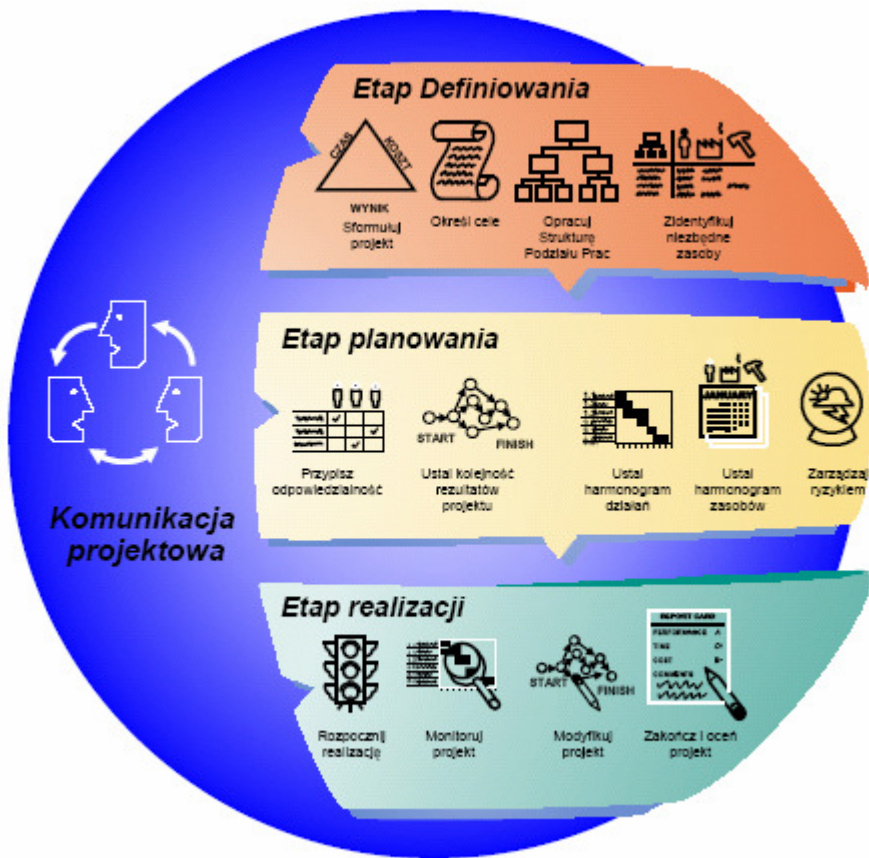 Etap Definiowania
CZAS
KOSZT
WYNIK
Sformułuj
projekt
Określ cele
Opracuj
Strukturę
Podziału Prac
Zidentyfikuj
niezbędne
zasoby
Etap planowania
START
FINISH
JANUARY
Przypisz
odpowiedzialność
Ustal kolejność
rezultatów
projektu
Ustal
harmonogram
działań
Ustal
harmonogram
zasobów
Zarządzaj
ryzykiem
Komunikacja
projektowa
Etap realizacji
START
FINISH
REPORT CARD
PERFORMANCE A
TIME
COST
COMMENTS
Rozpocznij
realizację
Monitoruj
projekt
Modyfikuj
projekt
Zakończ i oceń
projekt